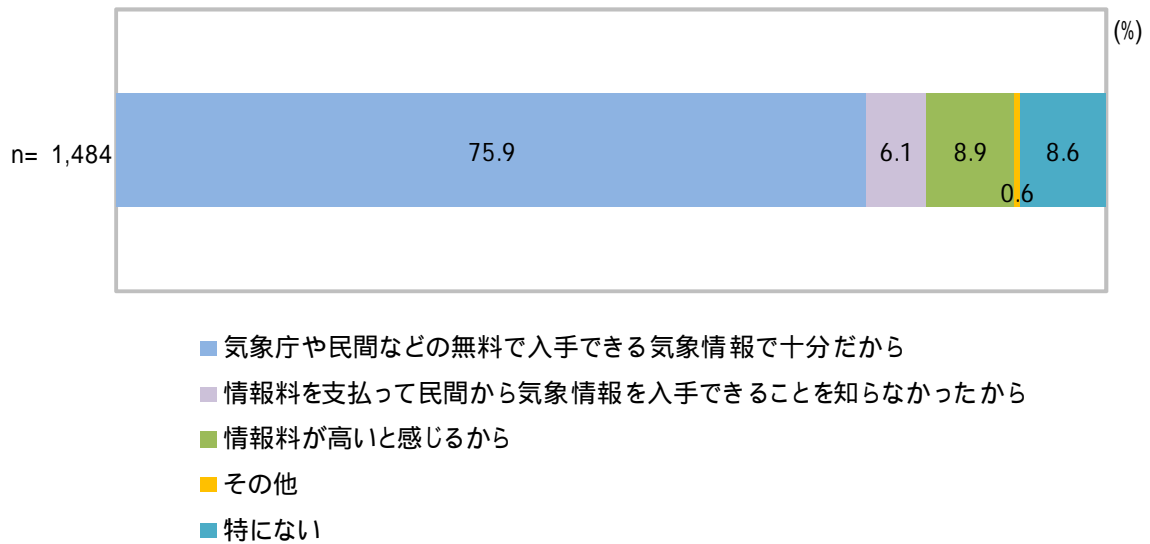 (%)
n= 1,484 75.9 6.1 8.9 0.6 8.6
気象庁や民間などの無料で入手できる気象情報で十分だから
情報料を支払って民間から気象情報を入手できることを知らなかったから
情報料が高いと感じるから
その他
特にない